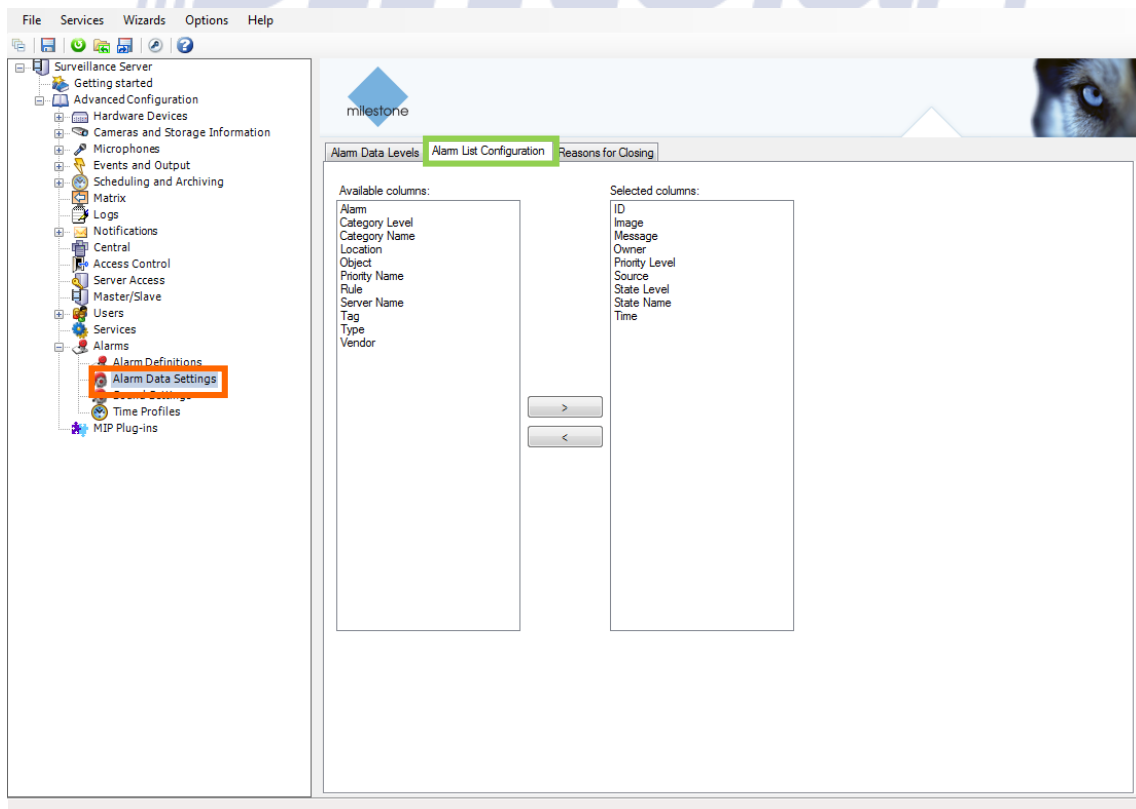 File Services Wizards Options Help
Surveillance Server
Getting started
Advanced Configuration
Hardware Devices
Cameras and Storage Information
Microphones
Events and Output
Scheduling and Archiving
Matrix
Logs
Notifications
Central
Access Control
Server Access
Master/Slave
Users
Services
Alarms
Alarm Definitions
Alarm Data Settings
Sound Settings
Time Profiles
MIP Plug-ins
milestone
Alarm Data Levels Alarm List Configuration Reasons for Closing
Available columns:
Alarm
Category Level
Category Name
Location
Object
Priority Name
Rule
Server Name
Tag
Type
Vendor
>
<
Selected columns:
ID
Image
Message
Owner
Priority Level
Source
State Level
State Name
Time